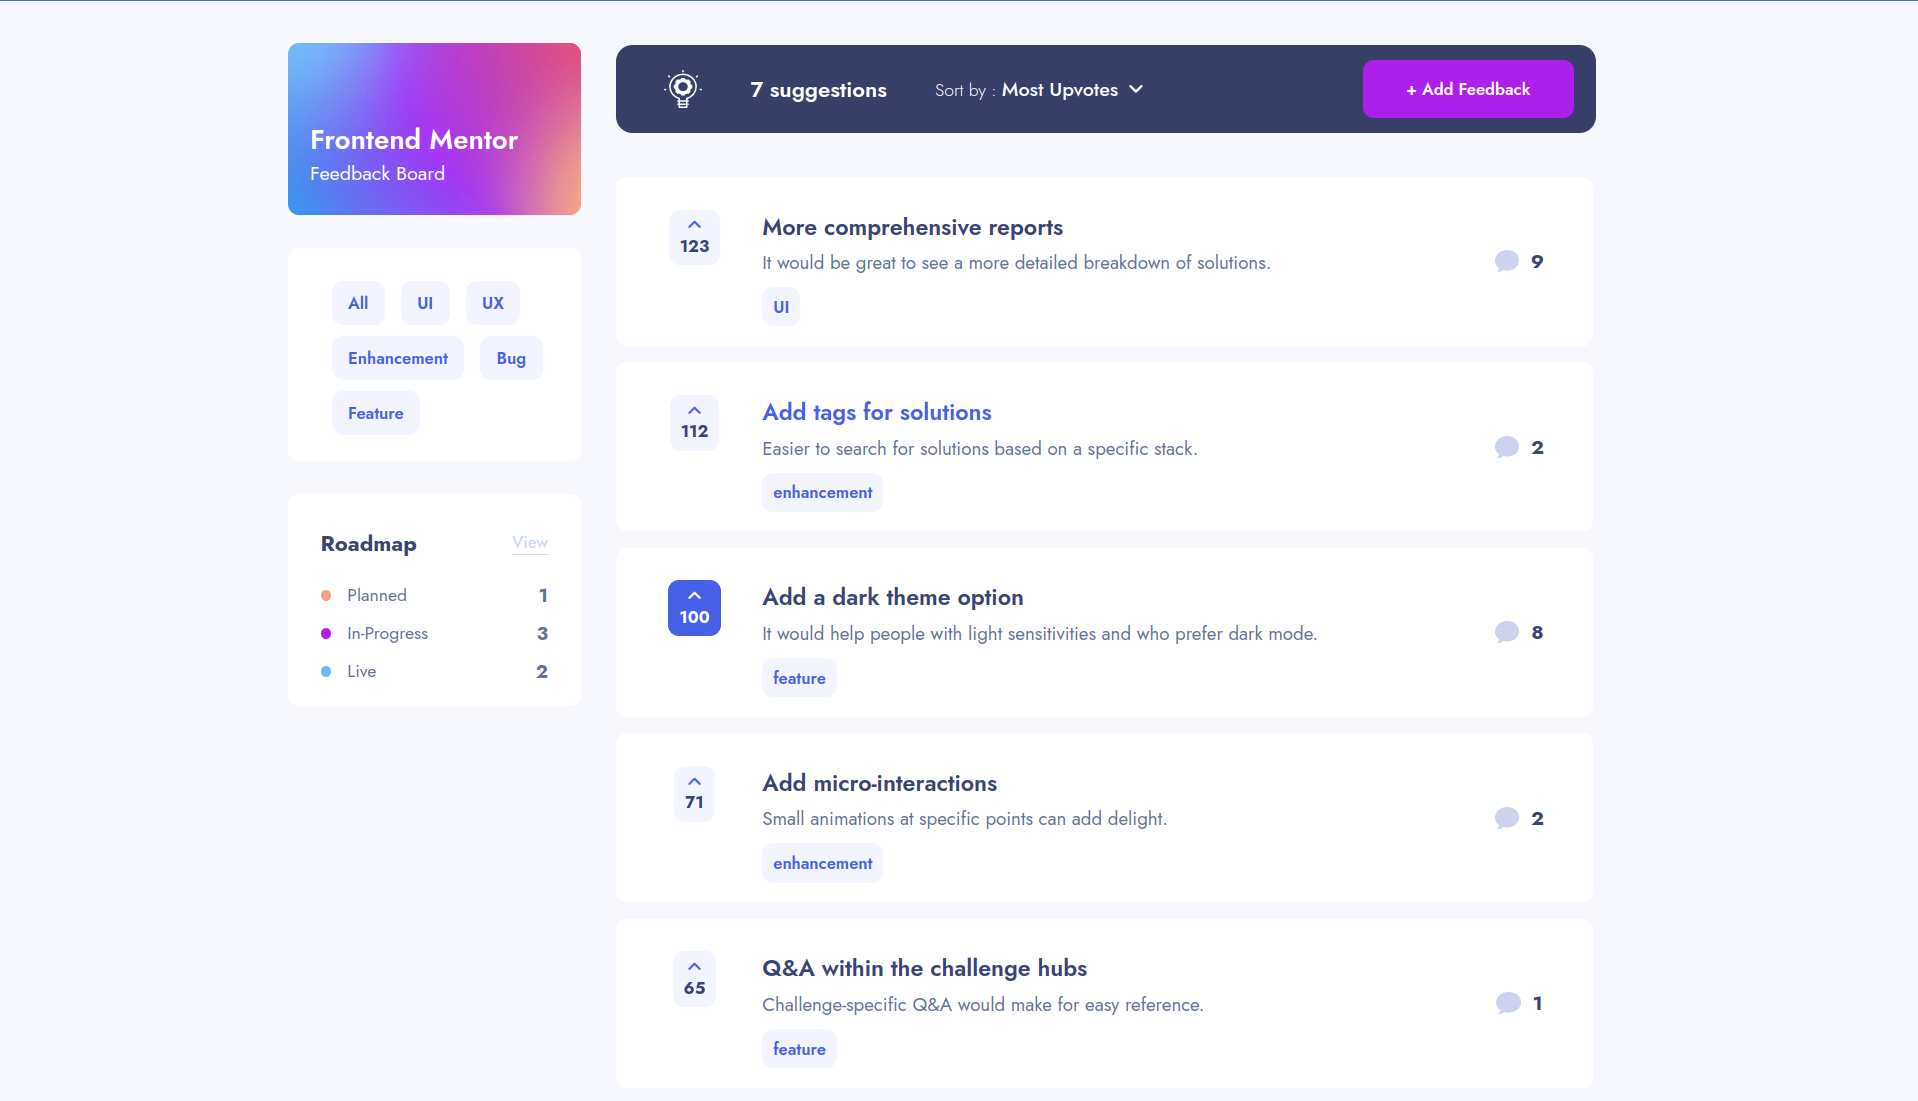 Frontend Mentor
Feedback Board
All UI UX
Enhancement Bug
Feature
Roadmap View
Planned 1
In-Progress 3
Live 2
7 suggestions Sort by : Most Upvotes + Add Feedback
More comprehensive reports
123
It would be great to see a more detailed breakdown of solutions.
9
UI
Add tags for solutions
112
Easier to search for solutions based on a specific stack.
2
enhancement
Add a dark theme option
100
It would help people with light sensitivities and who prefer dark mode.
8
feature
Add micro-interactions
71
Small animations at specific points can add delight.
2
enhancement
Q&A within the challenge hubs
65
Challenge-specific Q&A would make for easy reference.
1
feature